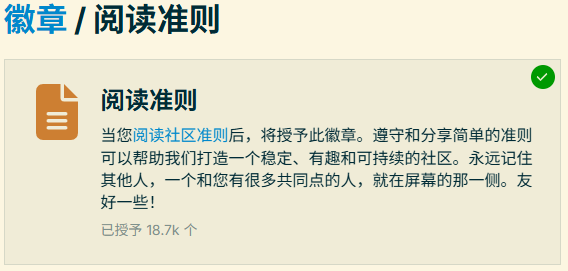 徽章 / 阅读准则
阅读准则
当您阅读社区准则后，将授予此徽章。遵守和分享简单的准则
可以帮助我们打造一个稳定、有趣和可持续的社区。永远记住
其他人，一个和您有很多共同点的人，就在屏幕的那一侧。友
好一些！
已授予 18.7k 个